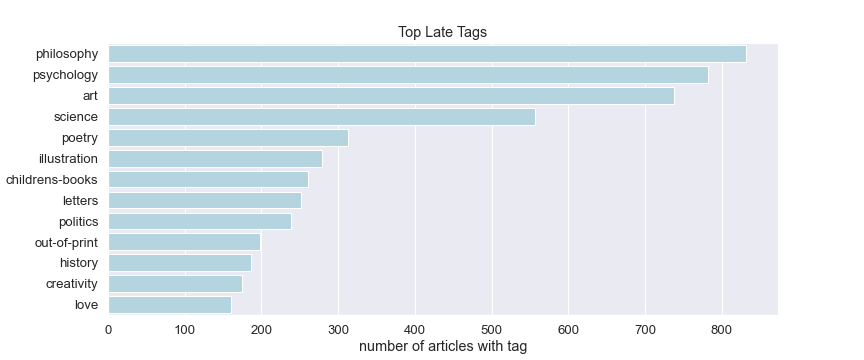 Top Late Tags
philosophy
psychology
art
science
poetry
illustration
childrens-books
letters
politics
out-of-print
history
creativity
love
0 100 200 300 400 500 600 700 800
number of articles with tag